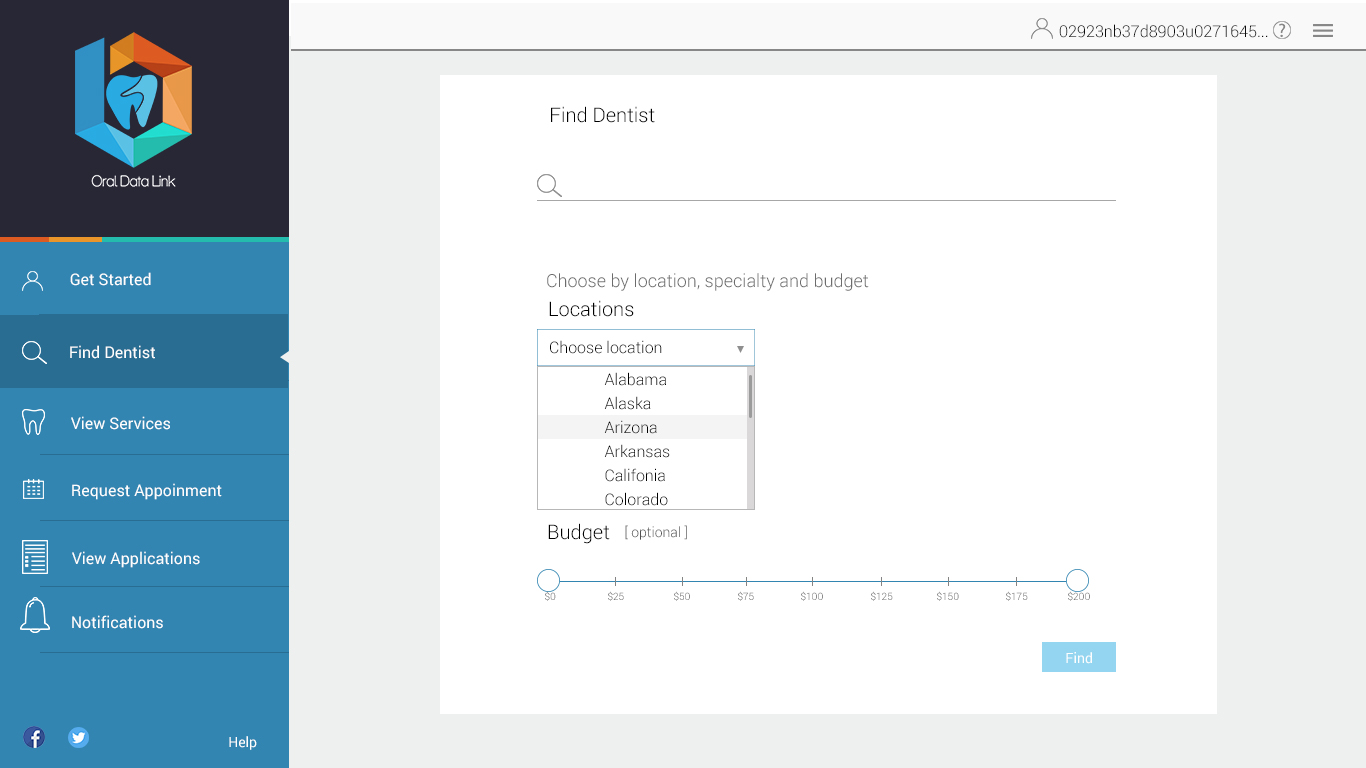 Oral Data Link
Get Started
Find Dentist
View Services
Request Appoinment
View Applications
Notifications
Help
02923nb37d8903u0271645...
Find Dentist
Choose by location, specialty and budget
Locations
Choose location
Alabama
Alaska
Arizona
Arkansas
Califonia
Colorado
Budget [ optional ]
$0 $25 $50 $75 $100 $125 $150 $175 $200
Find